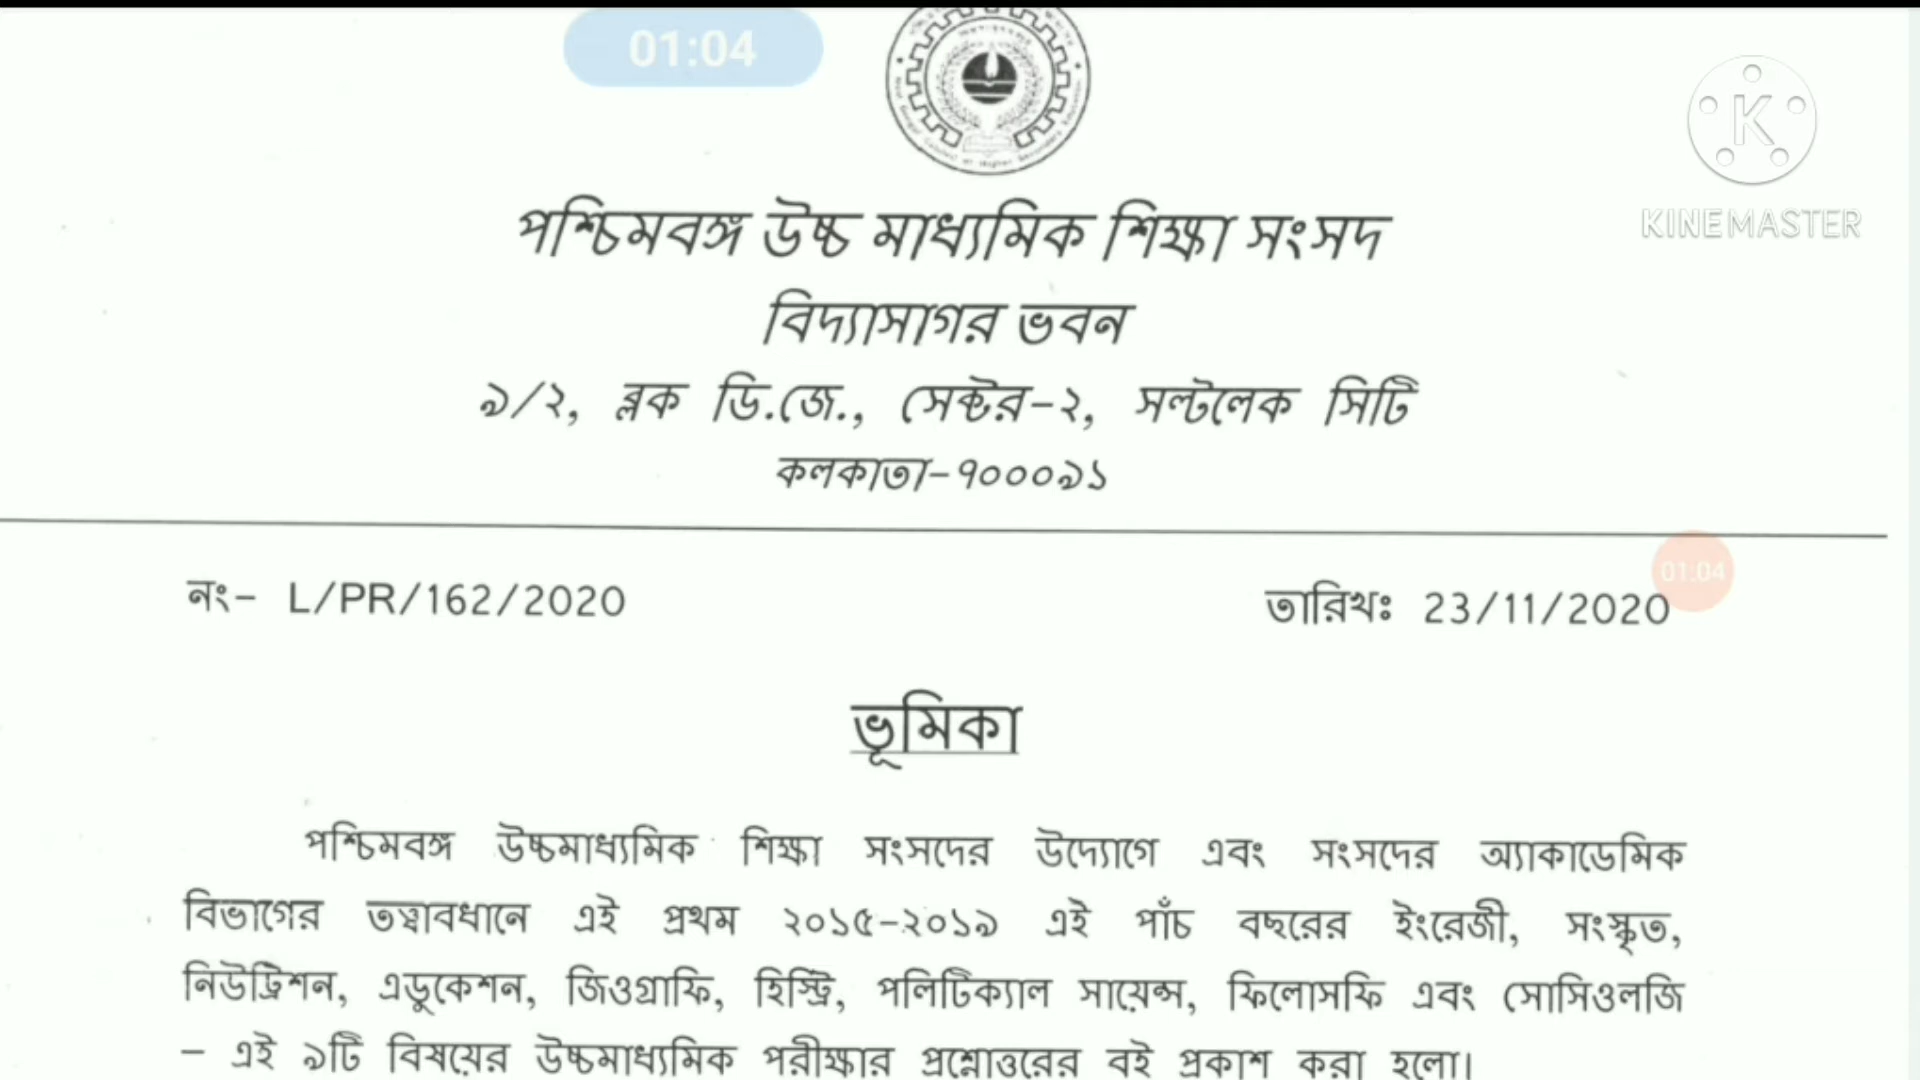 01:04
পশ্চিমবঙ্গ উচ্চ মাধ্যমিক শিক্ষা সংসদ
বিদ্যাসাগর ভবন
৯/২, ব্লক ডি.জে., সেক্টর-২, সল্টলেক সিটি
কলকাতা-৭০০০৯১
K
KINEMASTER
নং- L/PR/162/2020
তারিখঃ 23/11/2020
01:04
ভূমিকা
পশ্চিমবঙ্গ উচ্চমাধ্যমিক শিক্ষা সংসদের উদ্যোগে এবং সংসদের অ্যাকাডেমিক
বিভাগের তত্ত্বাবধানে এই প্রথম ২০১৫-২০১৯ এই পাঁচ বছরের ইংরেজী, সংস্কৃত,
নিউট্রিশন, এডুকেশন, জিওগ্রাফি, হিস্ট্রি, পলিটিক্যাল সায়েন্স, ফিলোসফি এবং সোসিওলজি
- এই ৯টি বিষয়ের উচ্চমাধ্যমিক পরীক্ষার প্রশ্নোত্তরের বই প্রকাশ করা হলো।